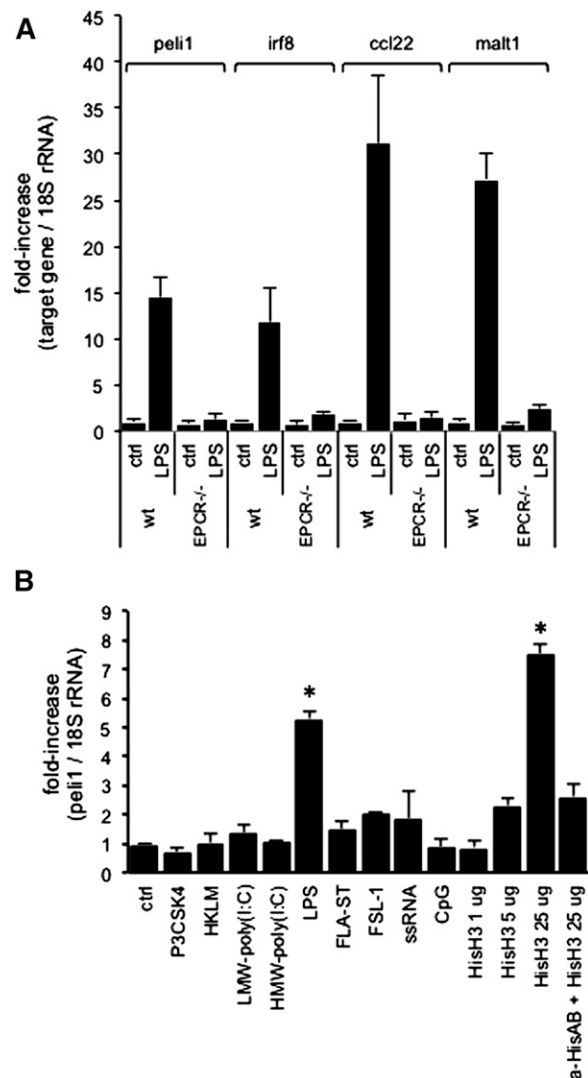 A
peli1 irf8 ccl22 malt1
fold-increase
(target gene / 18S rRNA)
45
40
35
30
25
20
15
10
5
0
ctrl LPS ctrl LPS ctrl LPS ctrl LPS ctrl LPS ctrl LPS ctrl LPS ctrl LPS
wt EPCR-/- wt EPCR-/- wt EPCR-/- wt EPCR-/-
B
fold-increase
(peli1 / 18S rRNA)
9
8
7
6
5
4
3
2
1
0
* *
ctrl
P3CSK4
HKLM
LMW-poly(I:C)
HMW-poly(I:C)
LPS
FLA-ST
FSL-1
ssRNA
CpG
HisH3 1 ug
HisH3 5 ug
HisH3 25 ug
a-HisAB + HisH3 25 ug